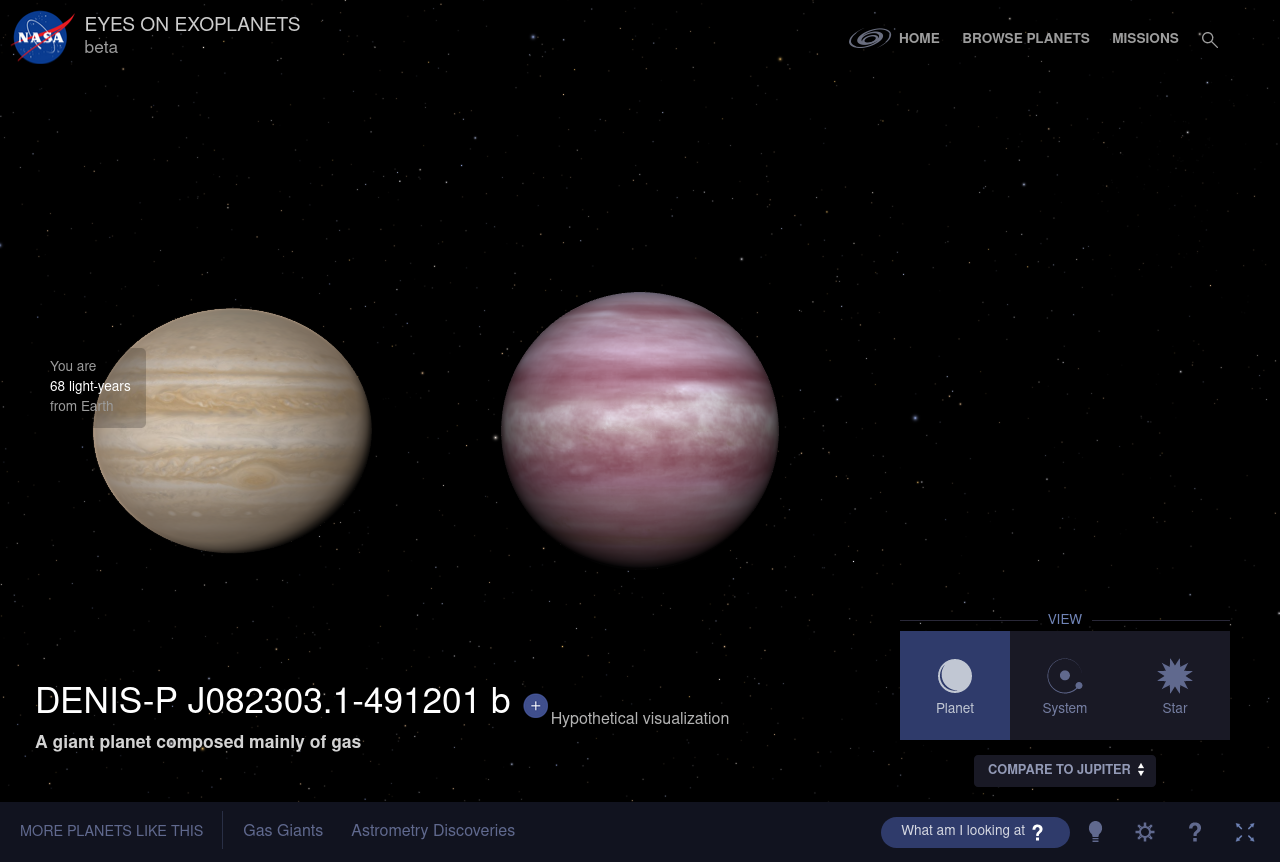 NASA
EYES ON EXOPLANETS
beta
HOME
BROWSE PLANETS
MISSIONS
You are
68 light-years
from Earth
VIEW
Planet
System
Star
DENIS-P J082303.1-491201 b +
Hypothetical visualization
A giant planet composed mainly of gas
COMPARE TO JUPITER
MORE PLANETS LIKE THIS
Gas Giants
Astrometry Discoveries
What am I looking at ?
?